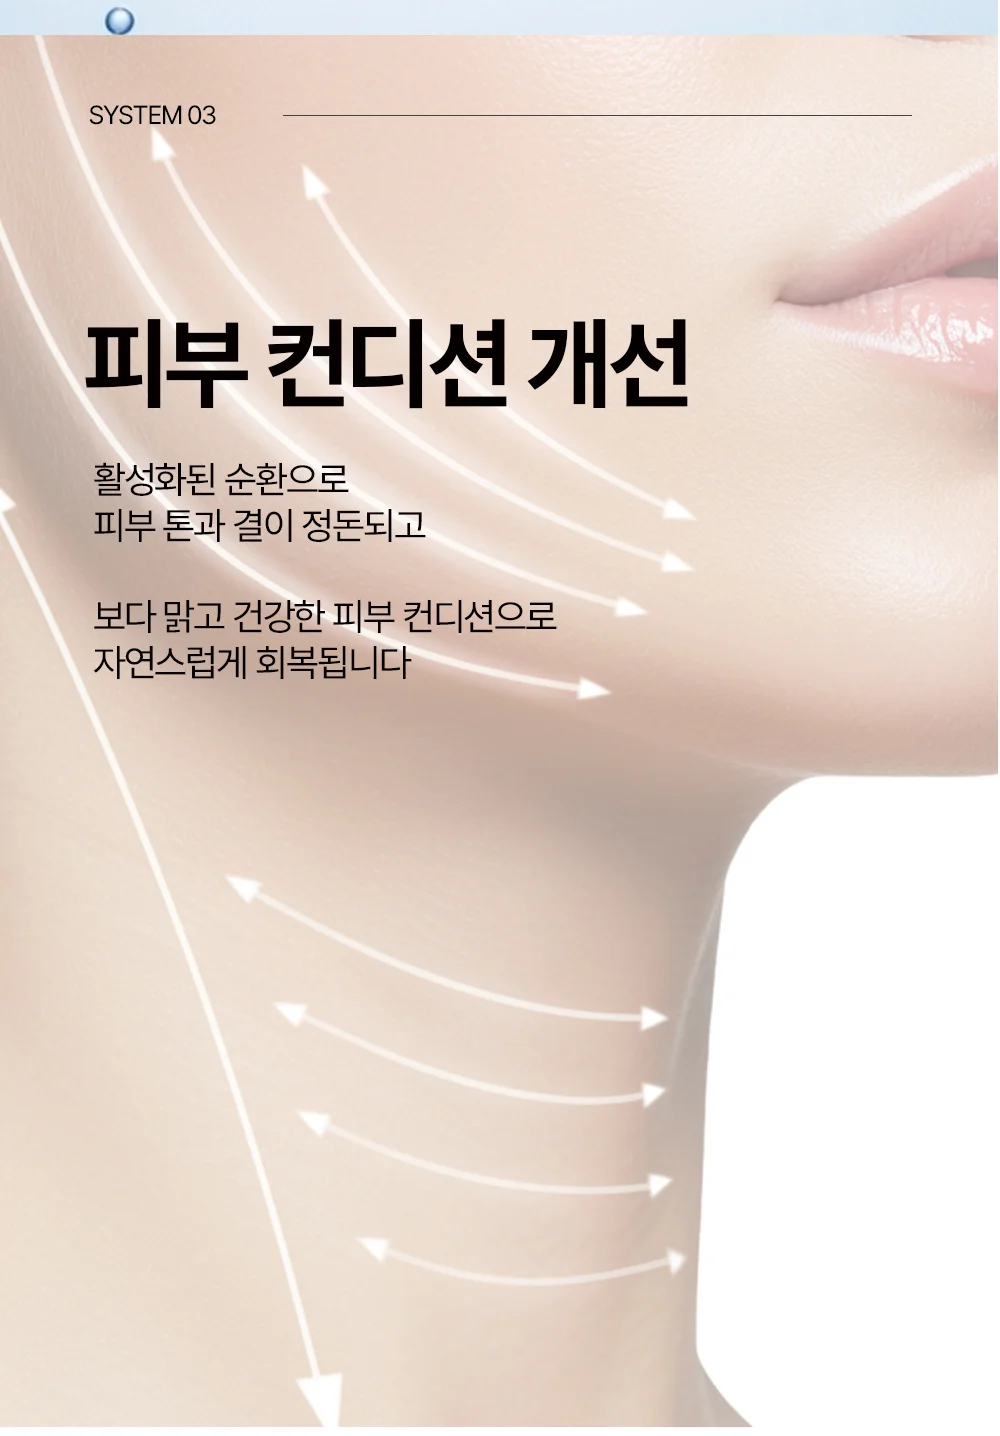 SYSTEM 03
피부 컨디션 개선
활성화된 순환으로
피부 톤과 결이 정돈되고
보다 맑고 건강한 피부 컨디션으로
자연스럽게 회복됩니다